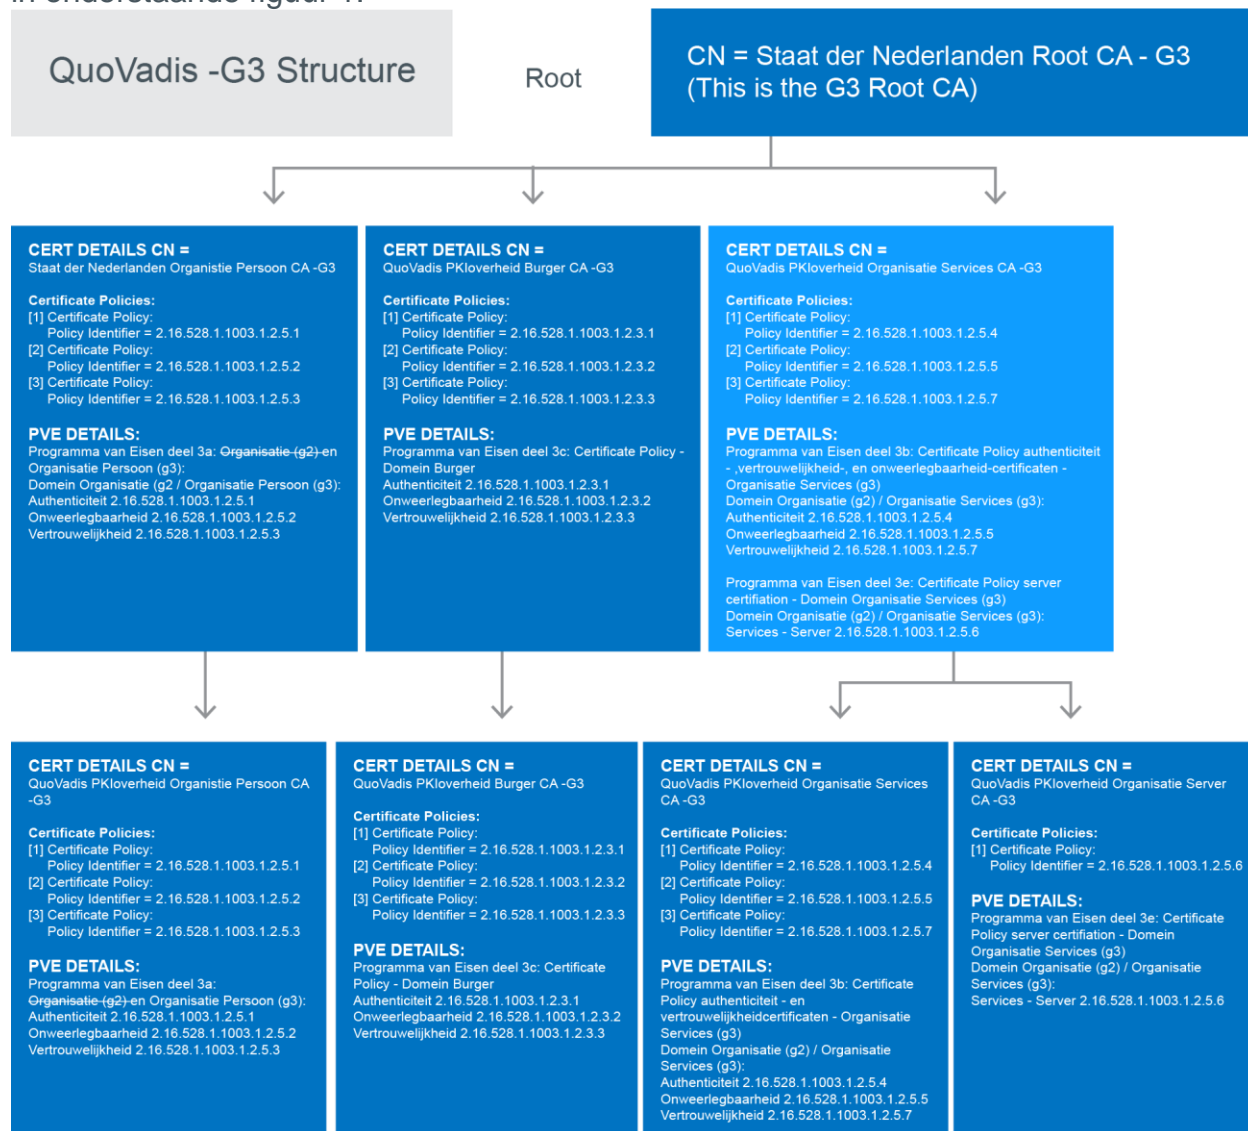 QuoVadis -G3 Structure
Root
CN = Staat der Nederlanden Root CA - G3
(This is the G3 Root CA)
CERT DETAILS CN =
Staat der Nederlanden Organistie Persoon CA -G3
Certificate Policies:
[1] Certificate Policy:
Policy Identifier = 2.16.528.1.1003.1.2.5.1
[2] Certificate Policy:
Policy Identifier = 2.16.528.1.1003.1.2.5.2
[3] Certificate Policy:
Policy Identifier = 2.16.528.1.1003.1.2.5.3
PVE DETAILS:
Programma van Eisen deel 3a: Organisatie (g2) en
Organisatie Persoon (g3):
Domein Organisatie (g2 / Organisatie Persoon (g3):
Authenticiteit 2.16.528.1.1003.1.2.5.1
Onweerlegbaarheid 2.16.528.1.1003.1.2.5.2
Vertrouwelijkheid 2.16.528.1.1003.1.2.5.3
CERT DETAILS CN =
QuoVadis PKIoverheid Burger CA -G3
Certificate Policies:
[1] Certificate Policy:
Policy Identifier = 2.16.528.1.1003.1.2.3.1
[2] Certificate Policy:
Policy Identifier = 2.16.528.1.1003.1.2.3.2
[3] Certificate Policy:
Policy Identifier = 2.16.528.1.1003.1.2.3.3
PVE DETAILS:
Programma van Eisen deel 3c: Certificate Policy -
Domein Burger
Authenticiteit 2.16.528.1.1003.1.2.3.1
Onweerlegbaarheid 2.16.528.1.1003.1.2.3.2
Vertrouwelijkheid 2.16.528.1.1003.1.2.3.3
CERT DETAILS CN =
QuoVadis PKIoverheid Organisatie Services CA -G3
Certificate Policies:
[1] Certificate Policy:
Policy Identifier = 2.16.528.1.1003.1.2.5.4
[2] Certificate Policy:
Policy Identifier = 2.16.528.1.1003.1.2.5.5
[3] Certificate Policy:
Policy Identifier = 2.16.528.1.1003.1.2.5.7
PVE DETAILS:
Programma van Eisen deel 3b: Certificate Policy authenticiteit
- ,vertrouwelijkheid-, en onweerlegbaarheid-certificaten -
Organisatie Services (g3)
Domein Organisatie (g2) / Organisatie Services (g3):
Authenticiteit 2.16.528.1.1003.1.2.5.4
Onweerlegbaarheid 2.16.528.1.1003.1.2.5.5
Vertrouwelijkheid 2.16.528.1.1003.1.2.5.7
Programma van Eisen deel 3e: Certificate Policy server
certifiation - Domein Organisatie Services (g3)
Domein Organisatie (g2) / Organisatie Services (g3):
Services - Server 2.16.528.1.1003.1.2.5.6
CERT DETAILS CN =
QuoVadis PKIoverheid Organistie Persoon CA
-G3
Certificate Policies:
[1] Certificate Policy:
Policy Identifier = 2.16.528.1.1003.1.2.5.1
[2] Certificate Policy:
Policy Identifier = 2.16.528.1.1003.1.2.5.2
[3] Certificate Policy:
Policy Identifier = 2.16.528.1.1003.1.2.5.3
PVE DETAILS:
Programma van Eisen deel 3a:
Organisatie (g2) en Organisatie Persoon (g3):
Authenticiteit 2.16.528.1.1003.1.2.5.1
Onweerlegbaarheid 2.16.528.1.1003.1.2.5.2
Vertrouwelijkheid 2.16.528.1.1003.1.2.5.3
CERT DETAILS CN =
QuoVadis PKIoverheid Burger CA -G3
Certificate Policies:
[1] Certificate Policy:
Policy Identifier = 2.16.528.1.1003.1.2.3.1
[2] Certificate Policy:
Policy Identifier = 2.16.528.1.1003.1.2.3.2
[3] Certificate Policy:
Policy Identifier = 2.16.528.1.1003.1.2.3.3
PVE DETAILS:
Programma van Eisen deel 3c: Certificate
Policy - Domein Burger
Authenticiteit 2.16.528.1.1003.1.2.3.1
Onweerlegbaarheid 2.16.528.1.1003.1.2.3.2
Vertrouwelijkheid 2.16.528.1.1003.1.2.3.3
CERT DETAILS CN =
QuoVadis PKIoverheid Organisatie Services
CA -G3
Certificate Policies:
[1] Certificate Policy:
Policy Identifier = 2.16.528.1.1003.1.2.5.4
[2] Certificate Policy:
Policy Identifier = 2.16.528.1.1003.1.2.5.5
[3] Certificate Policy:
Policy Identifier = 2.16.528.1.1003.1.2.5.7
PVE DETAILS:
Programma van Eisen deel 3b: Certificate
Policy authenticiteit - en
vertrouwelijkheidcertificaten - Organisatie
Services (g3)
Domein Organisatie (g2) / Organisatie
Services (g3):
Authenticiteit 2.16.528.1.1003.1.2.5.4
Onweerlegbaarheid 2.16.528.1.1003.1.2.5.5
Vertrouwelijkheid 2.16.528.1.1003.1.2.5.7
CERT DETAILS CN =
QuoVadis PKIoverheid Organisatie Server
CA -G3
Certificate Policies:
[1] Certificate Policy:
Policy Identifier = 2.16.528.1.1003.1.2.5.6
PVE DETAILS:
Programma van Eisen deel 3e: Certificate
Policy server certifiation - Domein
Organisatie Services (g3)
Domein Organisatie (g2) / Organisatie
Services (g3):
Services - Server 2.16.528.1.1003.1.2.5.6